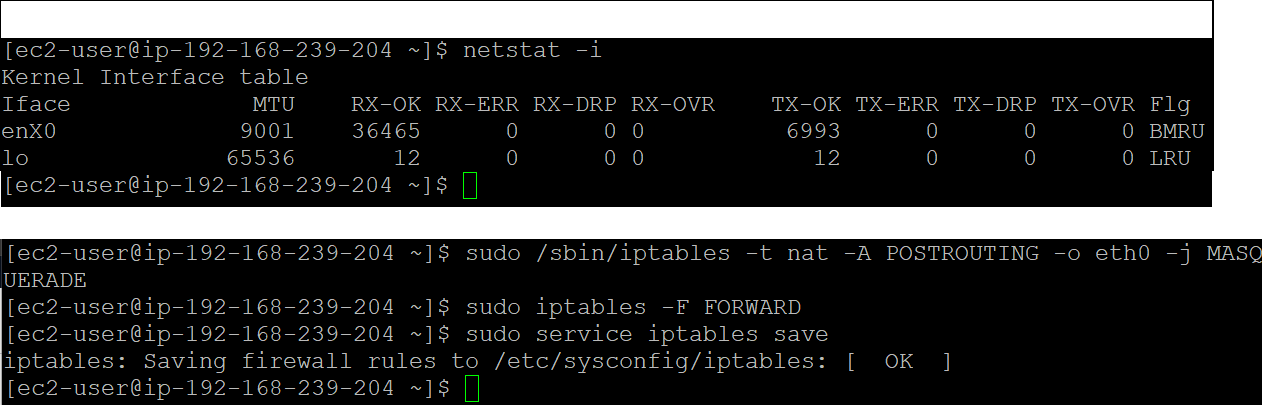 [ec2-user@ip-192-168-239-204 ~]$ netstat -i
Kernel Interface table
Iface             MTU    RX-OK RX-ERR RX-DRP RX-OVR    TX-OK TX-ERR TX-DRP TX-OVR Flg
enX0             9001    36465      0      0 0          6993      0      0      0 BMRU
lo              65536       12      0      0 0            12      0      0      0 LRU
[ec2-user@ip-192-168-239-204 ~]$
[ec2-user@ip-192-168-239-204 ~]$ sudo /sbin/iptables -t nat -A POSTROUTING -o eth0 -j MASQ
UERADE
[ec2-user@ip-192-168-239-204 ~]$ sudo iptables -F FORWARD
[ec2-user@ip-192-168-239-204 ~]$ sudo service iptables save
iptables: Saving firewall rules to /etc/sysconfig/iptables: [  OK  ]
[ec2-user@ip-192-168-239-204 ~]$